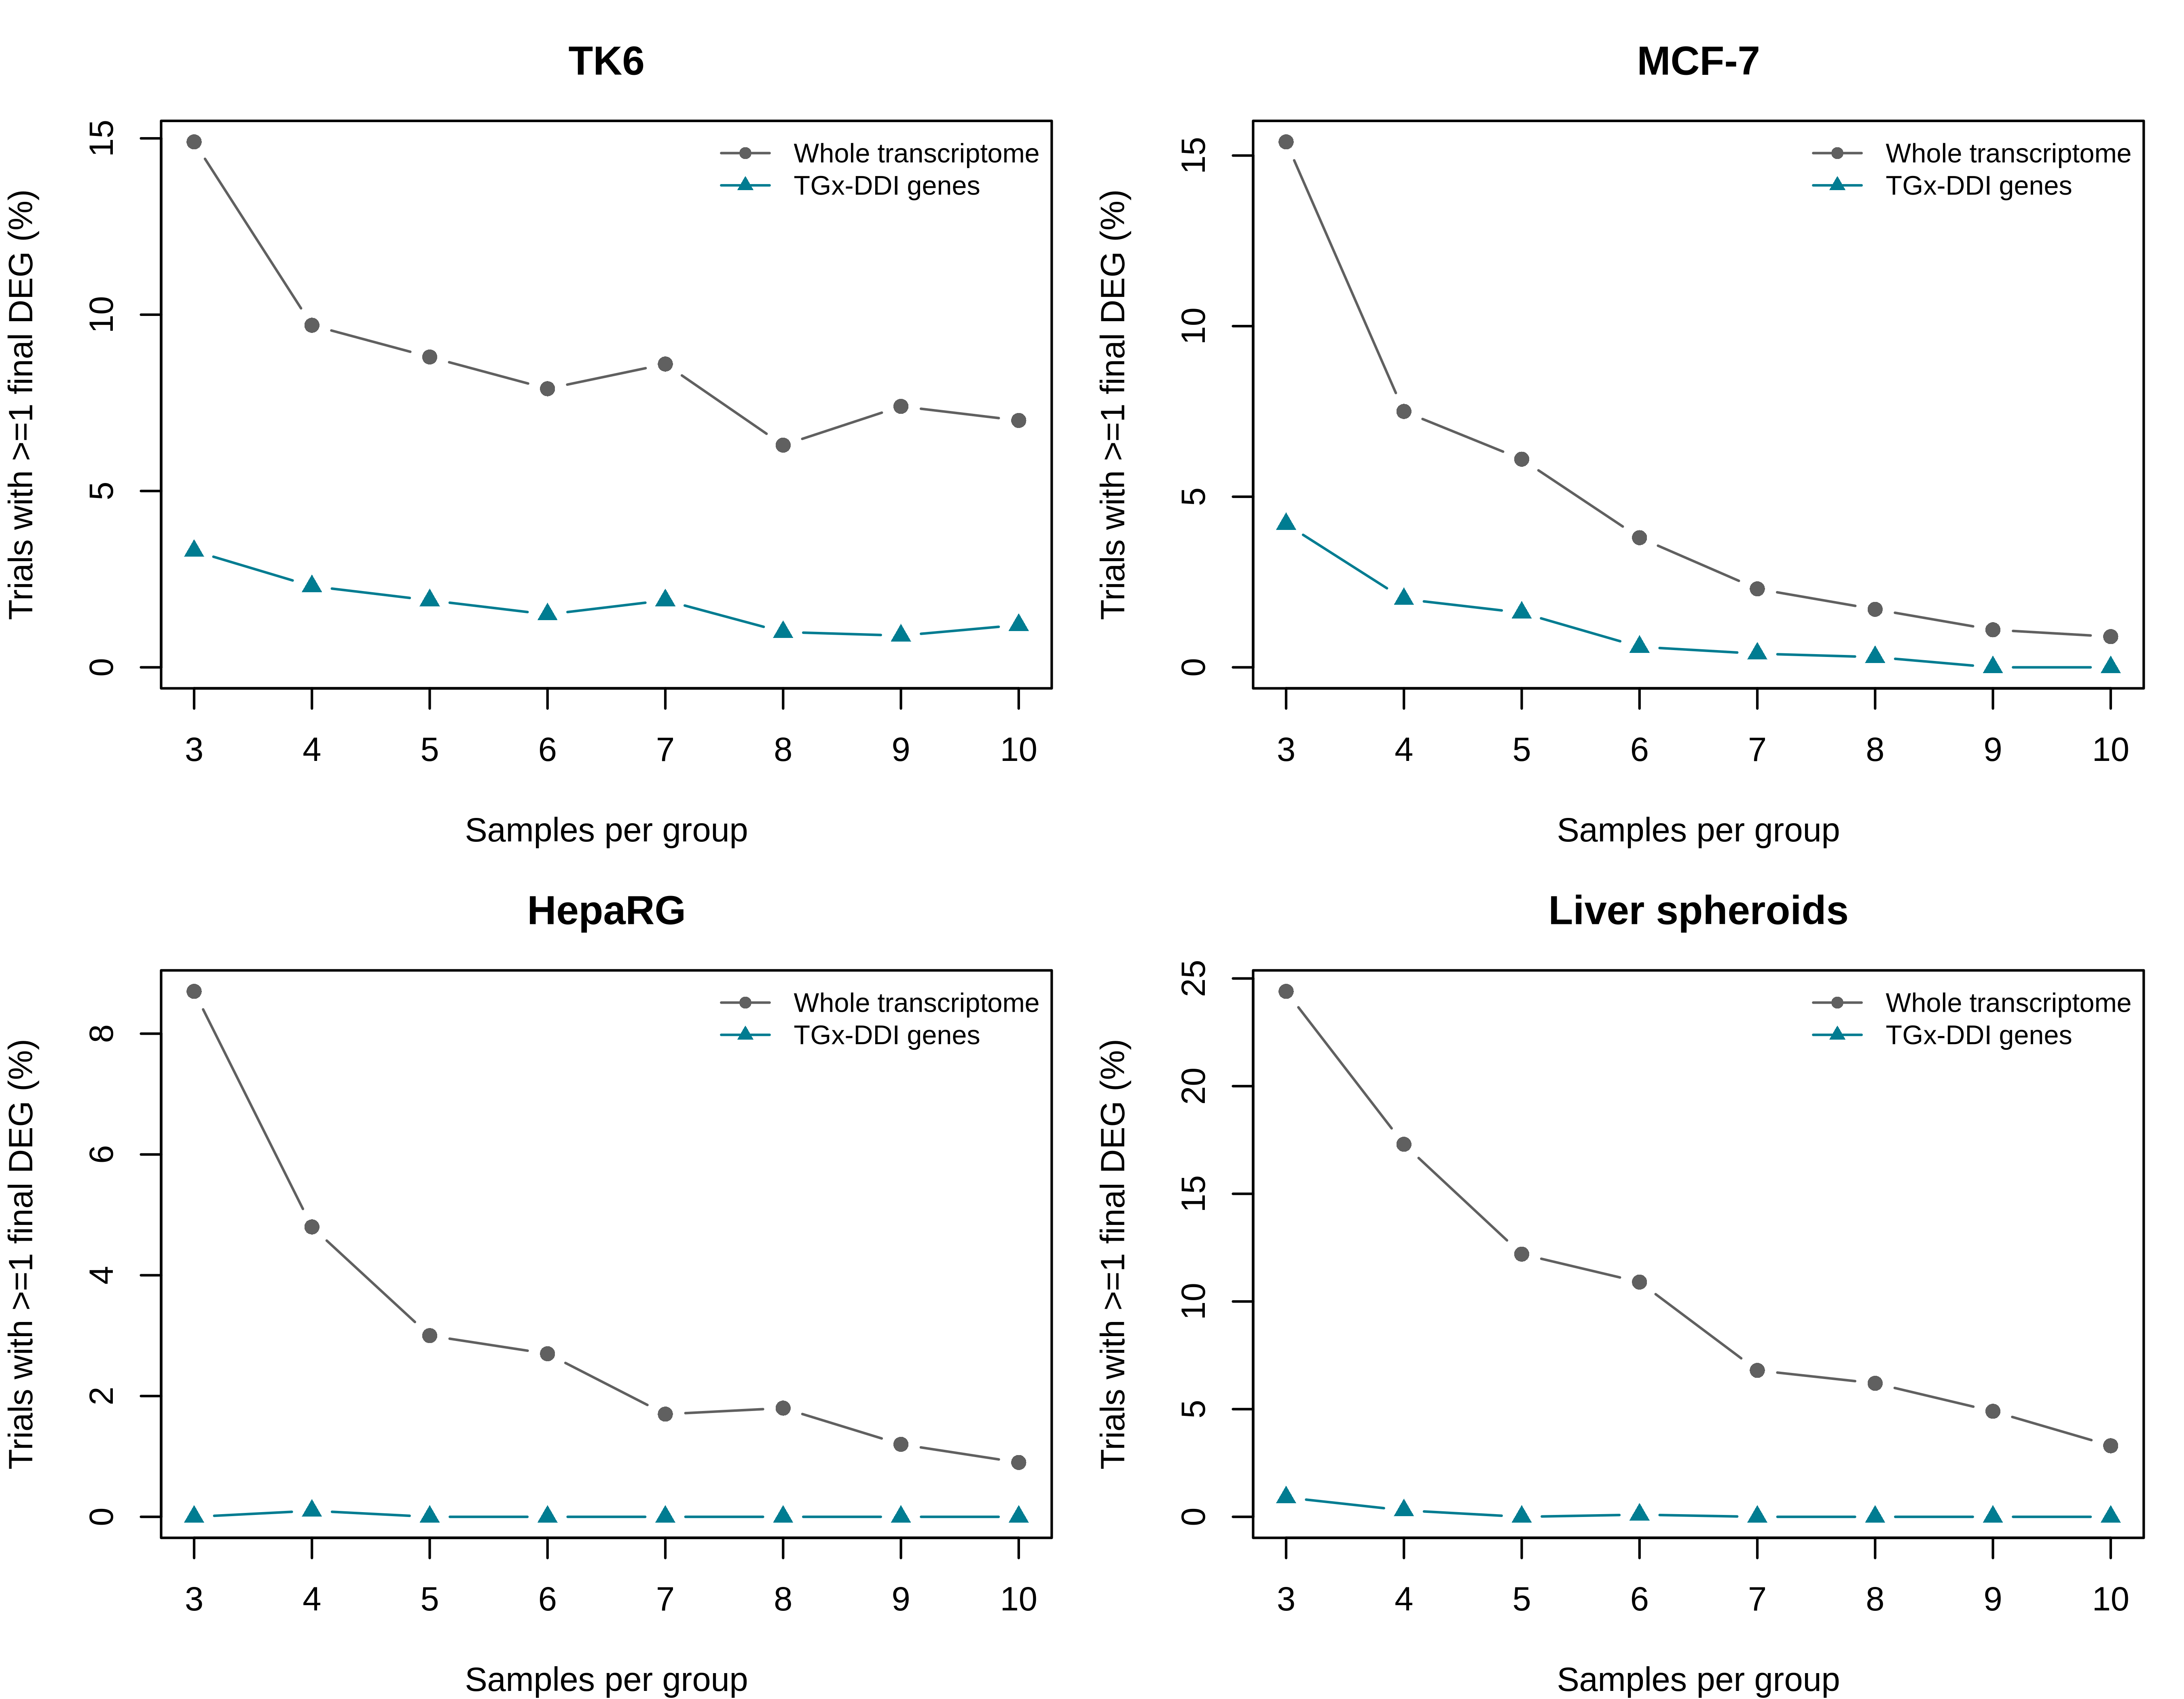 TK6
Trials with >=1 final DEG (%)
15
10
5
0
Whole transcriptome
TGx-DDI genes
3 4 5 6 7 8 9 10
Samples per group
MCF-7
Trials with >=1 final DEG (%)
15
10
5
0
Whole transcriptome
TGx-DDI genes
3 4 5 6 7 8 9 10
Samples per group
HepaRG
Trials with >=1 final DEG (%)
8
6
4
2
0
Whole transcriptome
TGx-DDI genes
3 4 5 6 7 8 9 10
Samples per group
Liver spheroids
Trials with >=1 final DEG (%)
25
20
15
10
5
0
Whole transcriptome
TGx-DDI genes
3 4 5 6 7 8 9 10
Samples per group